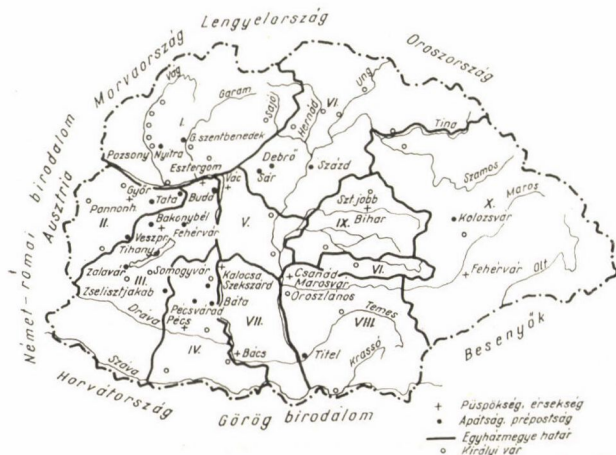 Lengyelország
Morvaország
Oroszország
Vág
Garam
Ung
I.
Sajó
Hernád
VI.
G.szentbenedek
Tina
Pozsony
Nyitra
Debrő
Százd
Esztergom
Sár
Szamos
Német-római birodalom
Ausztria
Győr
Vác
Pannonh.
Tata
Buda
Szt.jobb
Maros
X.
Bakonybél
Bihar
Kolozsvár
II.
V.
IX.
Veszpr.
Fehérvár
Tihany
Zalavár
Somogyvár
III.
Kalocsa
VI.
Csanád
Marosvár
Fehérvár
Olt
Zselisztjakab
Szekszárd
Oroszlános
Pécsvárad
Báta
Temes
Dráva
Pécs
VII.
VIII.
Besenyők
IV.
Bács
Titel
Krassó
Száva
Horvátország
Görög birodalom
+ Püspökség, érsekség
• Apátság, prépostság
Egyházmegye határ
○ Királyi vár